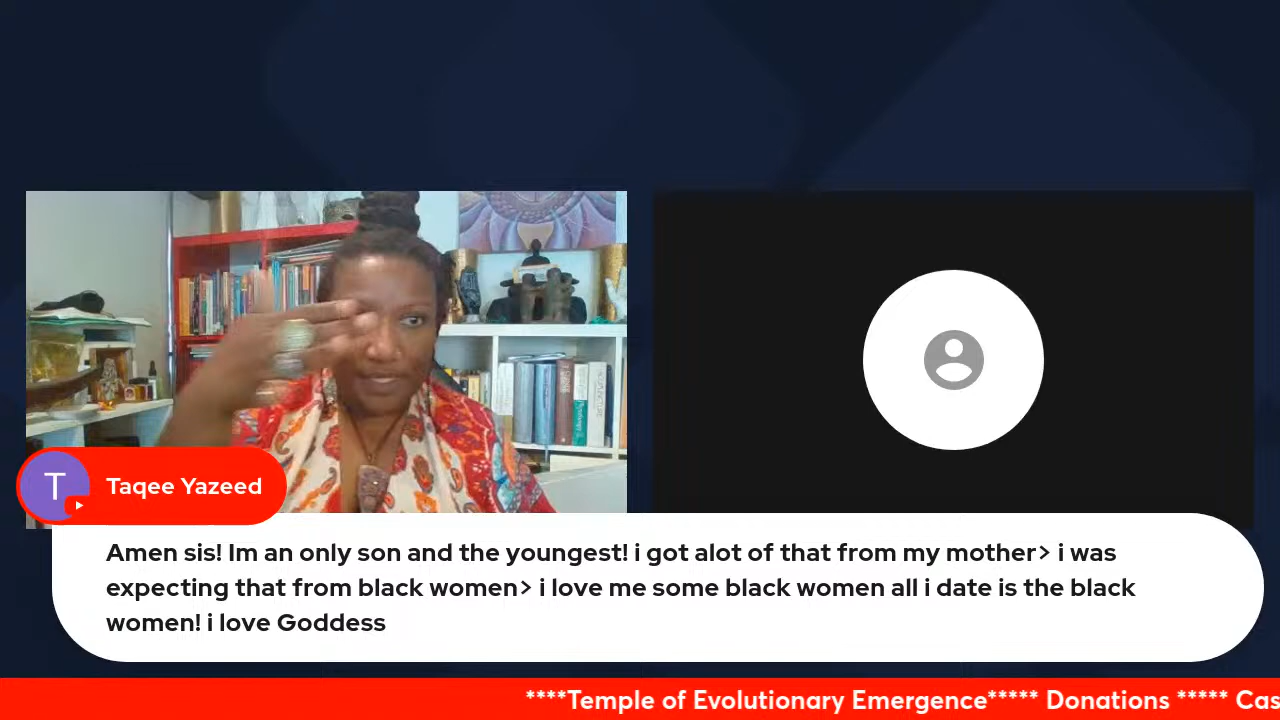 T
Taqee Yazeed
Amen sis! Im an only son and the youngest! i got alot of that from my mother> i was
expecting that from black women> i love me some black women all i date is the black
women! i love Goddess
****Temple of Evolutionary Emergence***** Donations ***** Cas